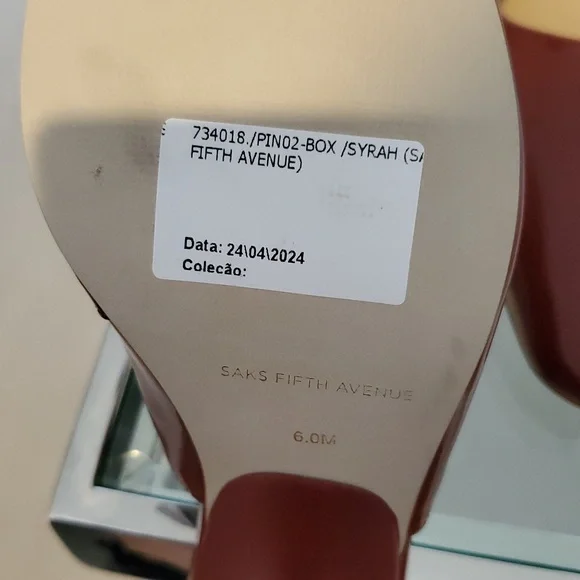 734018./PIN02-BOX /SYRAH (SA
FIFTH AVENUE)
Data: 24\04\2024
Colecão:
SAKS FIFTH AVENUE
6.0M